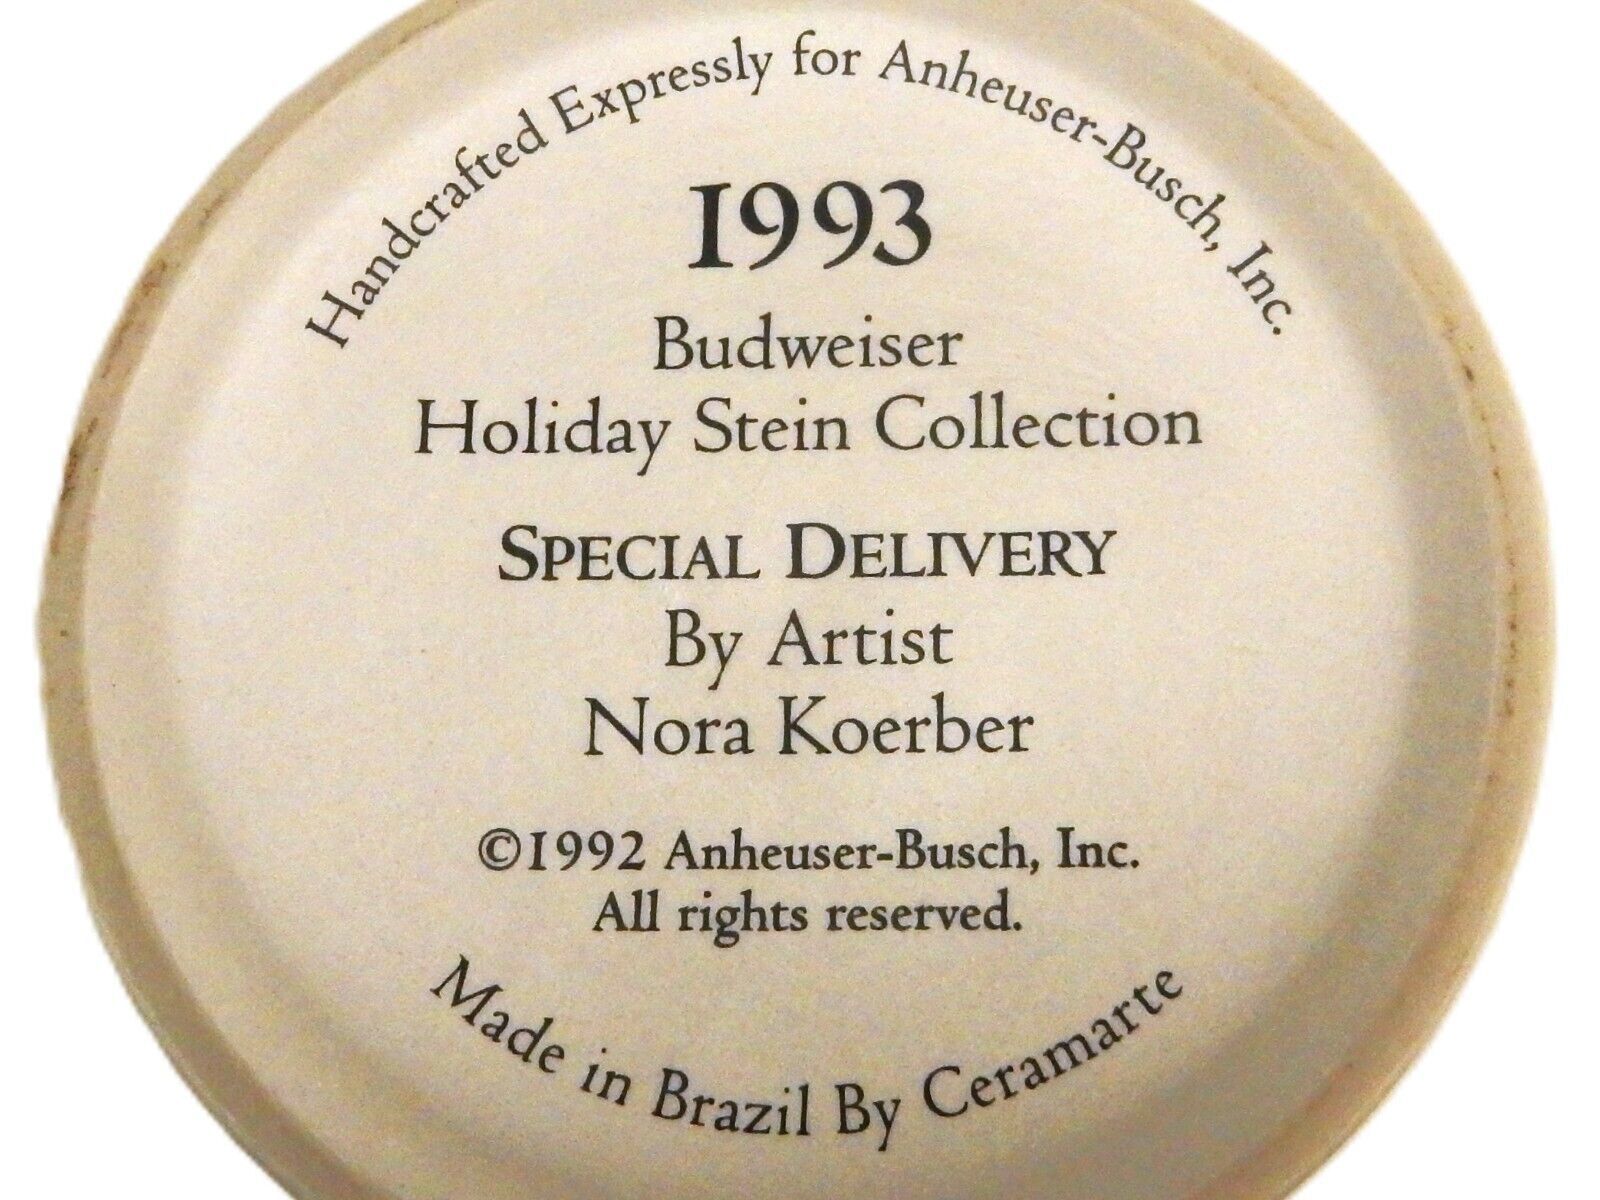 Handcrafted Expressly for Anheuser-Busch, Inc.
1993
Budweiser
Holiday Stein Collection
SPECIAL DELIVERY
By Artist
Nora Koerber
©1992 Anheuser-Busch, Inc.
All rights reserved.
Made in Brazil By Ceramarte